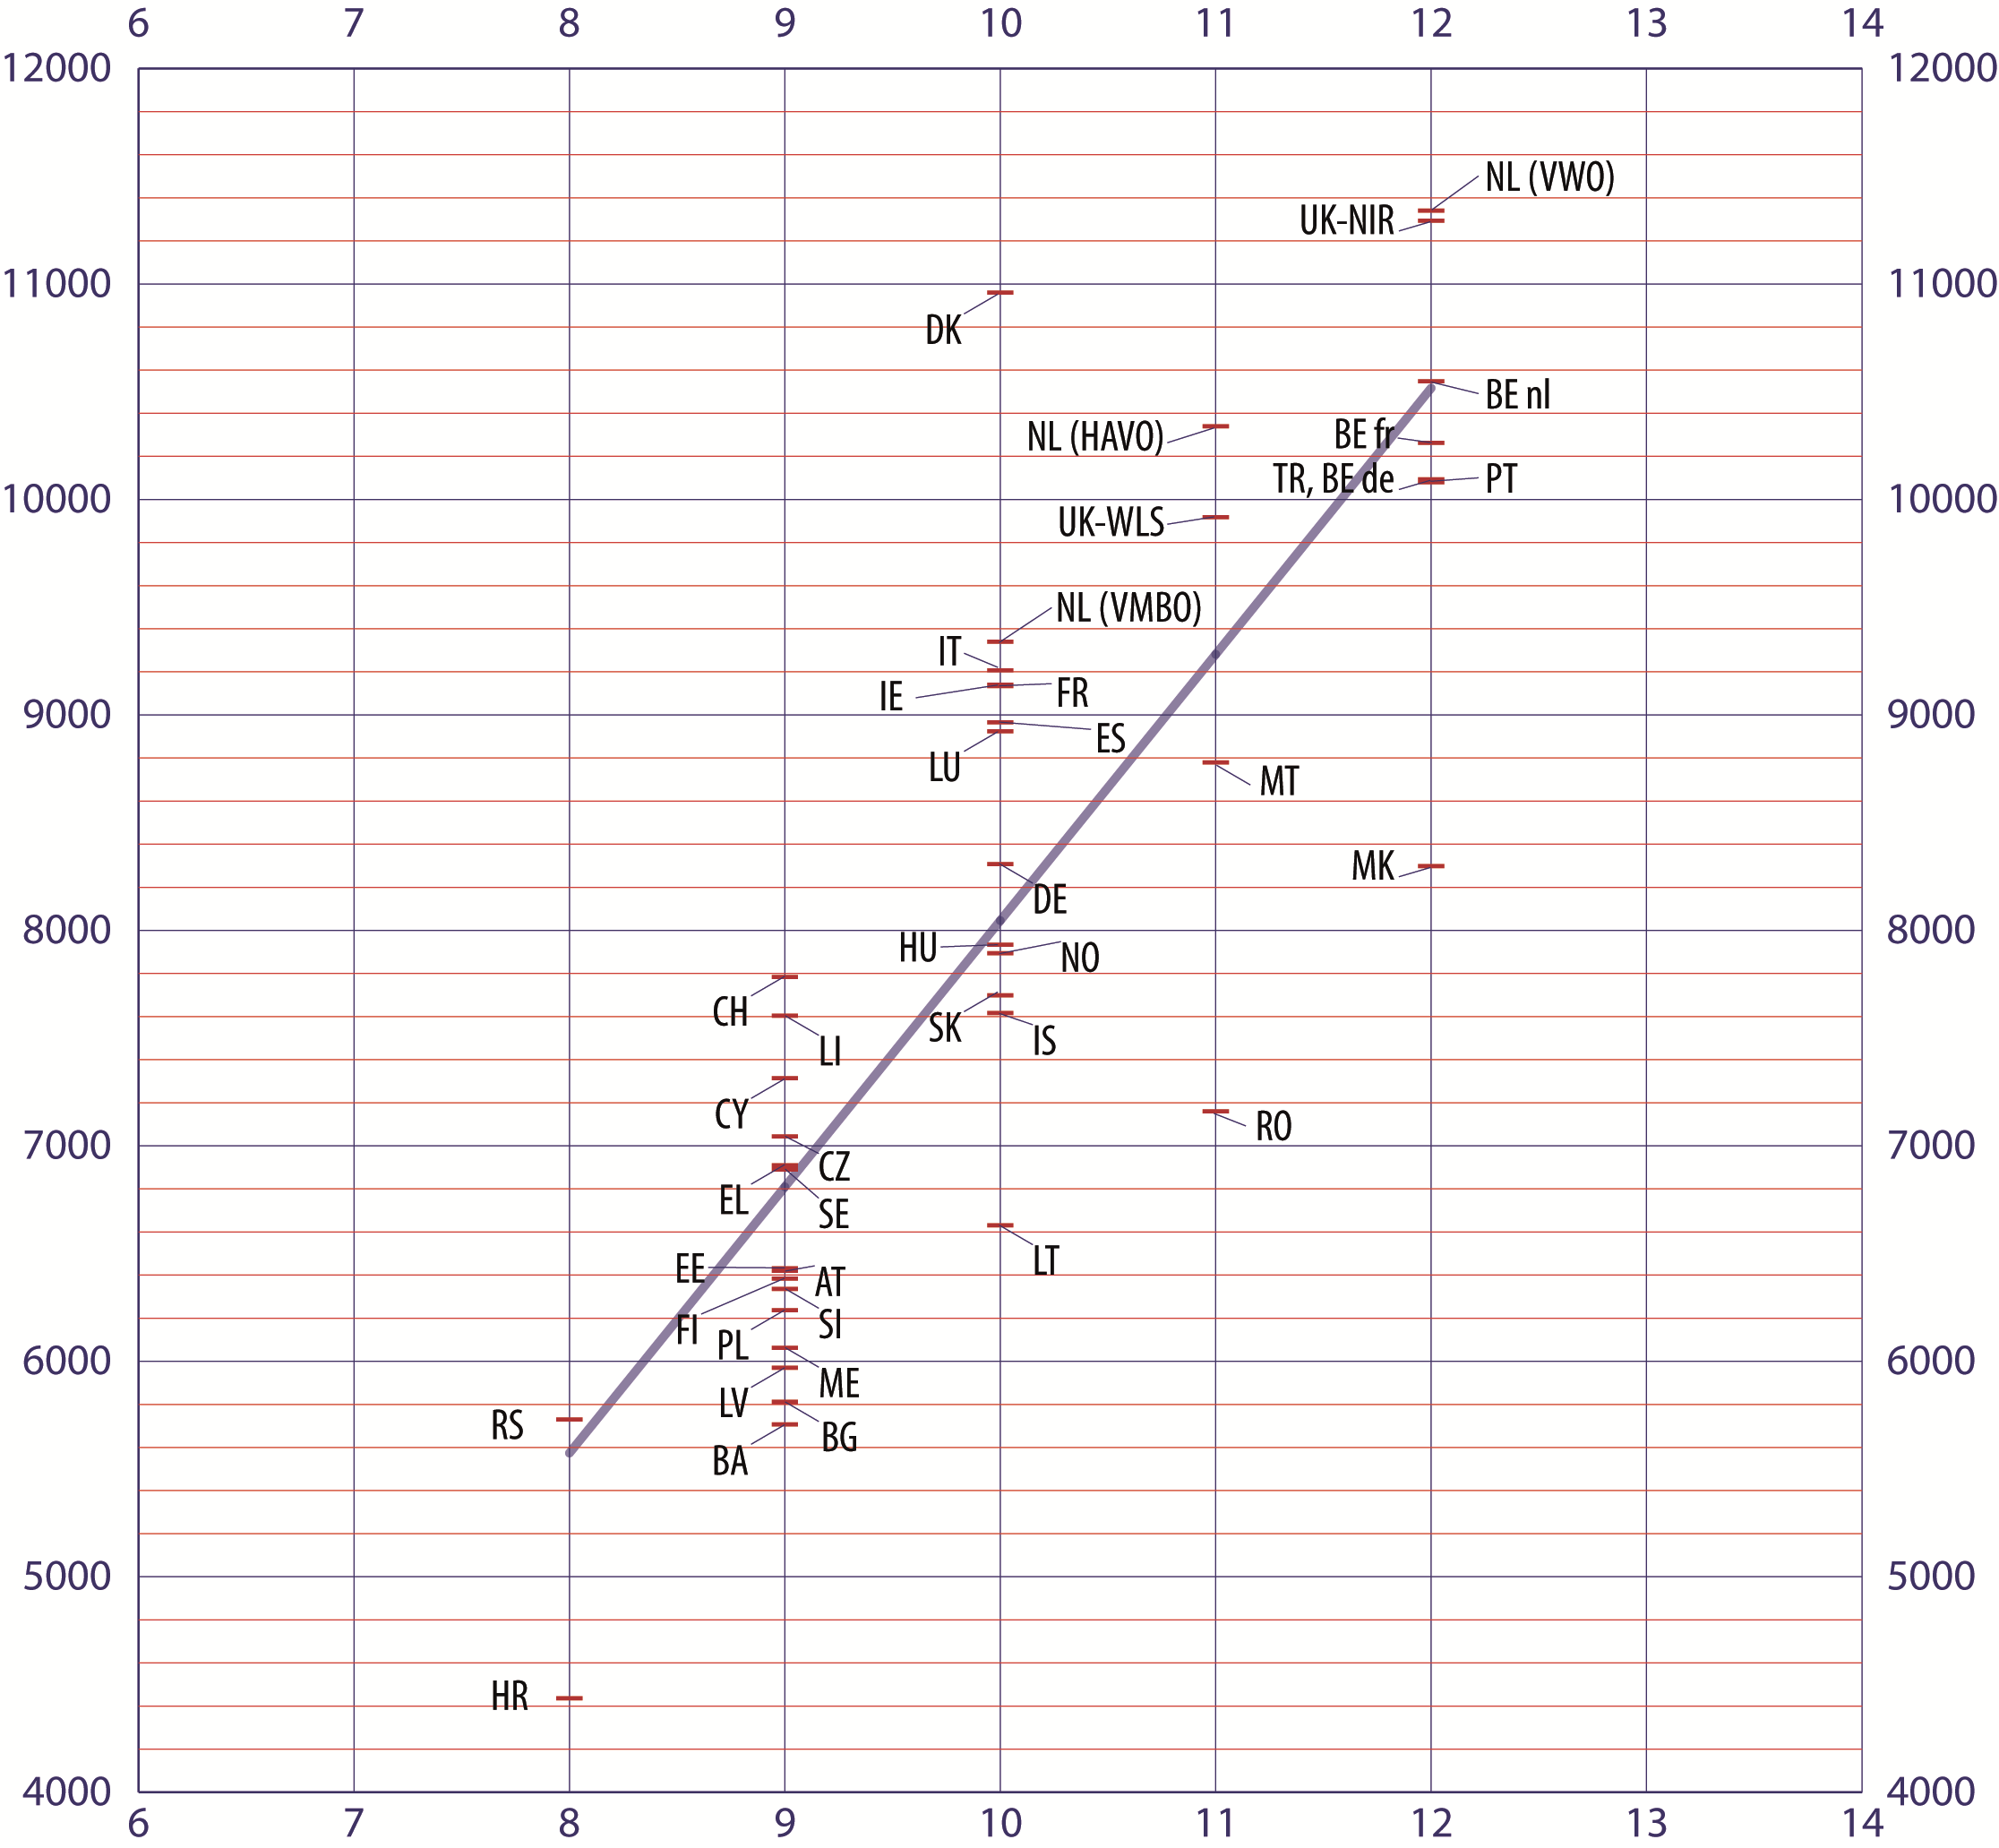 6 7 8 9 10 11 12 13 14
12000 12000
NL (VWO)
UK-NIR
11000 11000
DK
BE nl
NL (HAVO) BE fr
TR, BE de PT
10000 10000
UK-WLS
NL (VMBO)
IT
IE FR
9000 9000
ES
LU MT
MK
DE
8000 8000
HU NO
CH SK IS
LI
CY RO
7000 7000
CZ
EL SE
LT
EE AT
FI PL SI
6000 6000
LV ME
RS BG
BA
5000 5000
HR
4000 4000
6 7 8 9 10 11 12 13 14